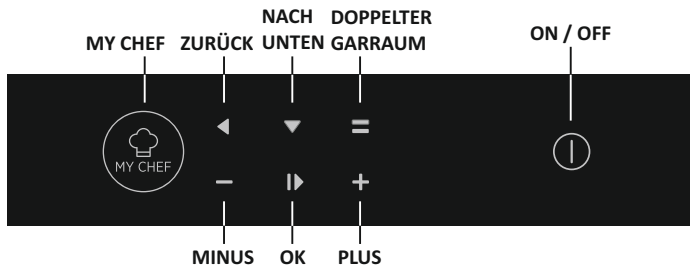 NACH DOPPELTER
MY CHEF ZURÜCK UNTEN GARRAUM ON / OFF
MY CHEF
MINUS OK PLUS